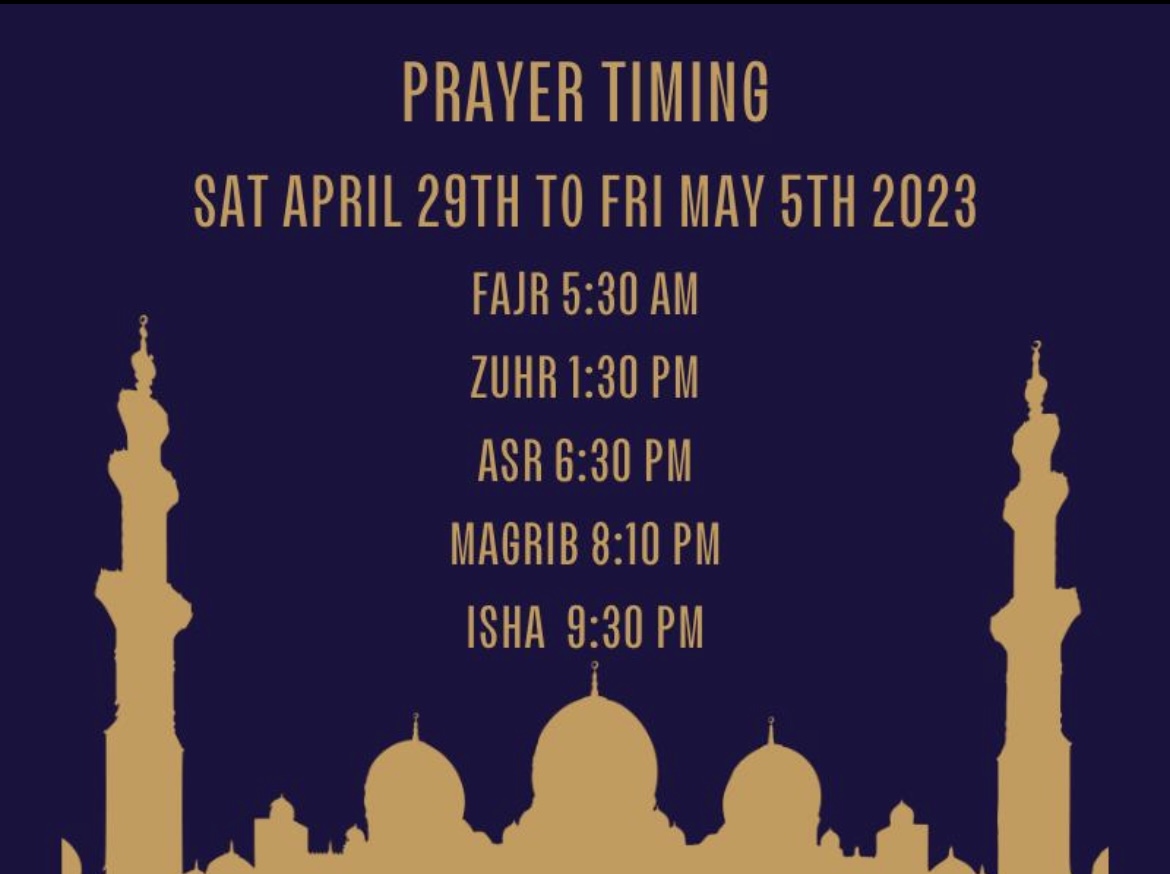 PRAYER TIMING
SAT APRIL 29TH TO FRI MAY 5TH 2023
FAJR 5:30 AM
ZUHR 1:30 PM
ASR 6:30 PM
MAGRIB 8:10 PM
ISHA 9:30 PM